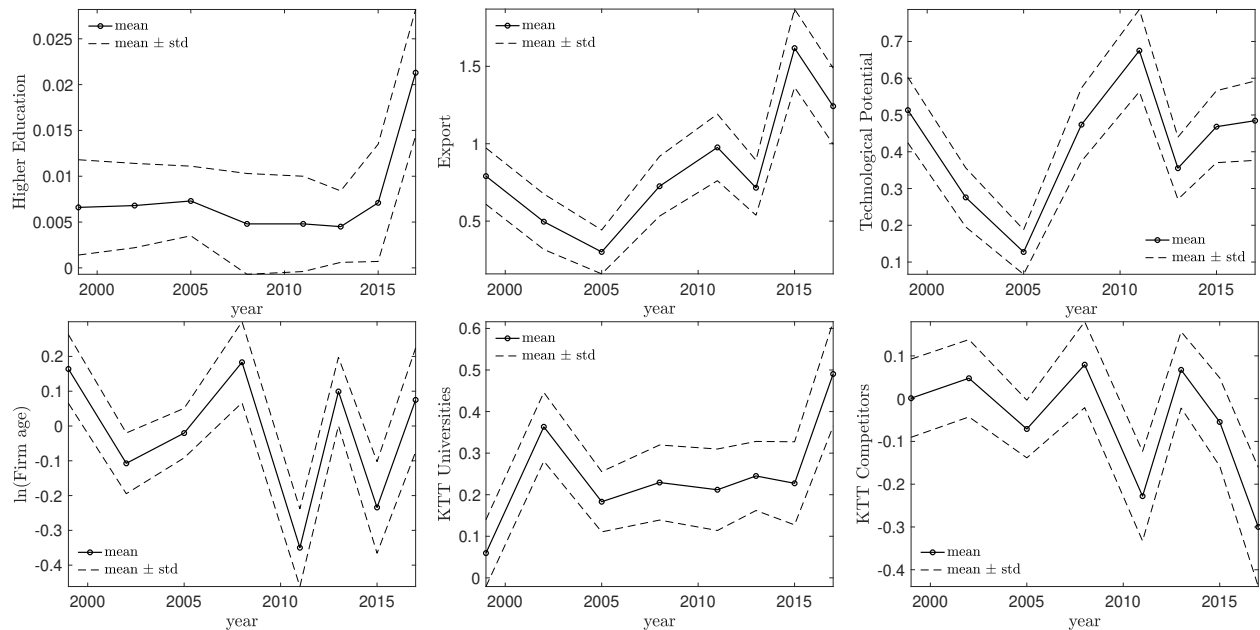 mean
mean ± std
0.025
0.02
0.015
0.01
0.005
0
Higher Education
2000
2005
2010
2015
year
mean
mean ± std
1.5
1
0.5
Export
2000
2005
2010
2015
year
0.7
0.6
0.5
0.4
0.3
0.2
0.1
Technological Potential
mean
mean ± std
2000
2005
2010
2015
year
0.2
0.1
0
-0.1
-0.2
-0.3
-0.4
ln(Firm age)
mean
mean ± std
2000
2005
2010
2015
year
mean
mean ± std
0.6
0.5
0.4
0.3
0.2
0.1
0
KTT Universities
2000
2005
2010
2015
year
0.1
0
-0.1
-0.2
-0.3
-0.4
KTT Competitors
mean
mean ± std
2000
2005
2010
2015
year